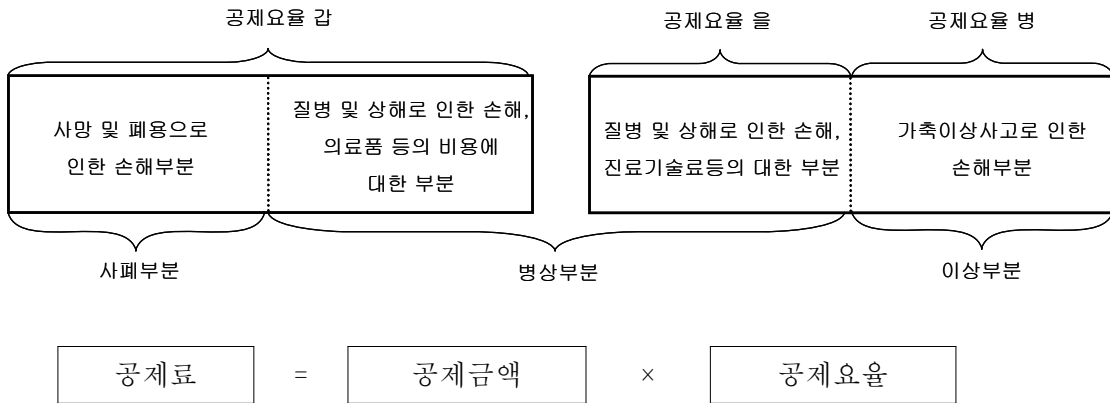 공제요율 갑
공제요율 을
공제요율 병
사망 및 폐용으로
인한 손해부분
질병 및 상해로 인한 손해,
의료품 등의 비용에
대한 부분
질병 및 상해로 인한 손해,
진료기술료등의 대한 부분
가축이상사고로 인한
손해부분
사폐부분
병상부분
이상부분
공제료 = 공제금액 × 공제요율